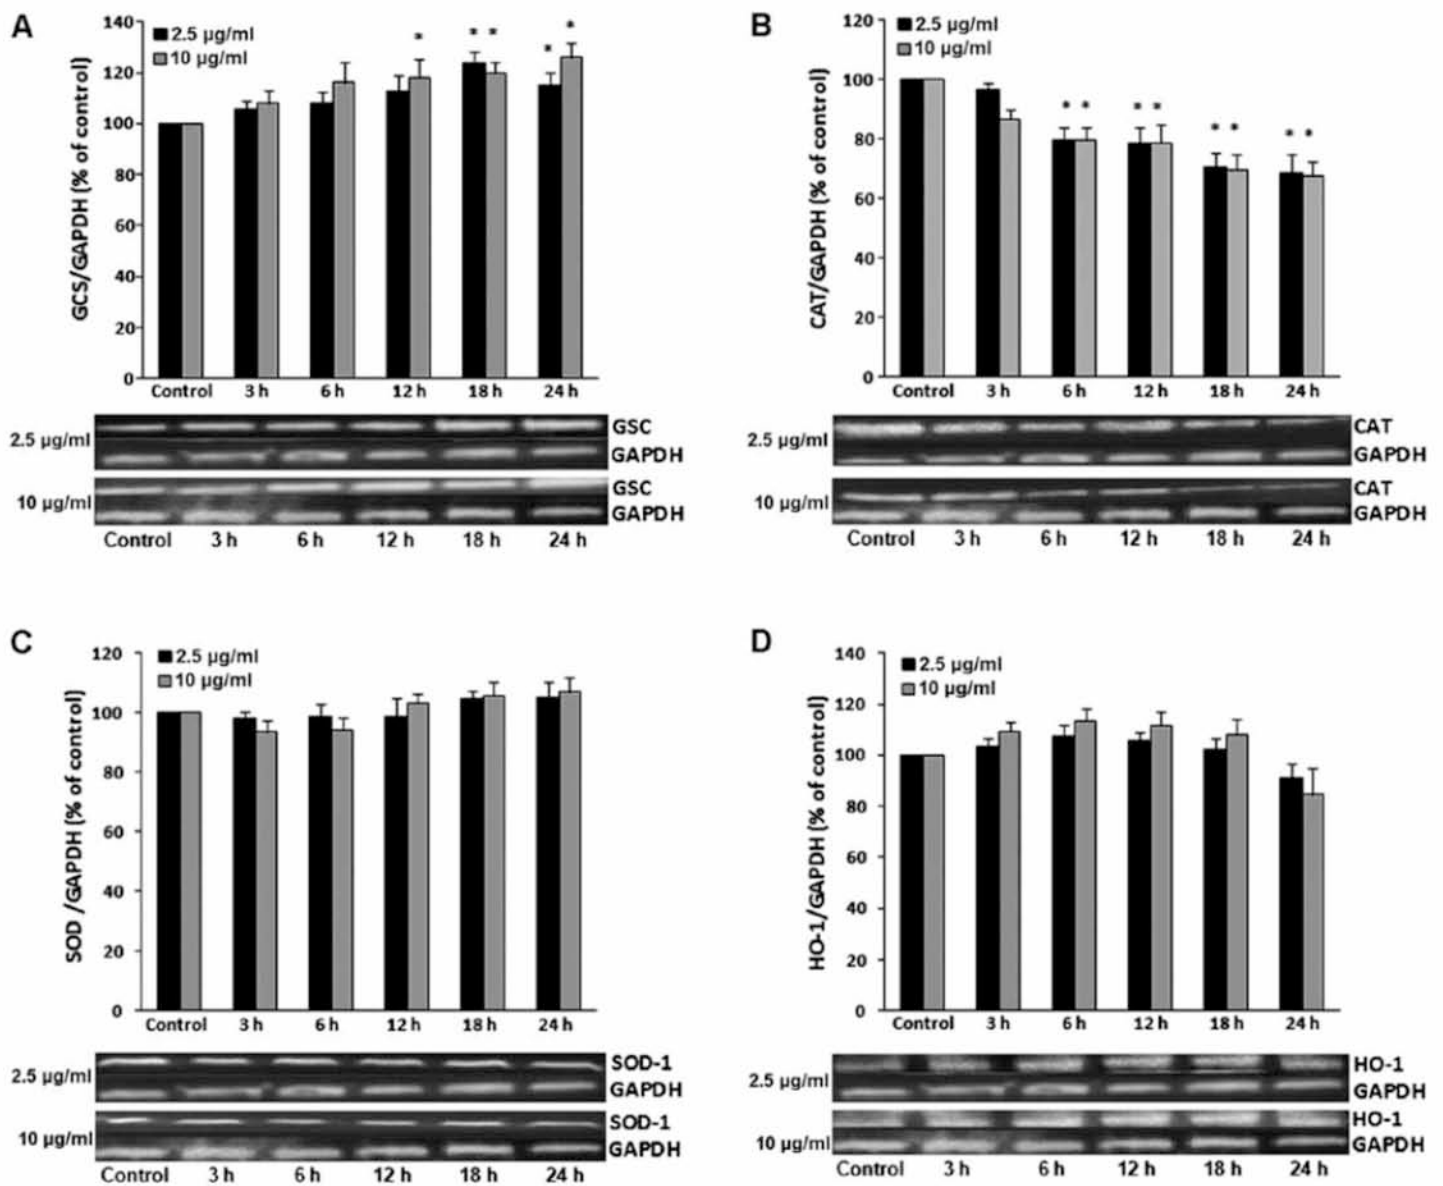 A
140
120
100
80
60
40
20
0
GCS/GAPDH (% of control)
2.5 µg/ml
10 µg/ml
*
* *
*
*
Control 3 h 6 h 12 h 18 h 24 h
2.5 µg/ml
GSC
GAPDH
10 µg/ml
GSC
GAPDH
Control 3 h 6 h 12 h 18 h 24 h
B
120
100
80
60
40
20
0
CAT/GAPDH (% of control)
2.5 µg/ml
10 µg/ml
* *
* *
* *
* *
Control 3 h 6 h 12 h 18 h 24 h
2.5 µg/ml
CAT
GAPDH
10 µg/ml
CAT
GAPDH
Control 3 h 6 h 12 h 18 h 24 h
C
120
100
80
60
40
20
0
SOD /GAPDH (% of control)
2.5 µg/ml
10 µg/ml
Control 3 h 6 h 12 h 18 h 24 h
2.5 µg/ml
SOD-1
GAPDH
10 µg/ml
SOD-1
GAPDH
Control 3 h 6 h 12 h 18 h 24 h
D
140
120
100
80
60
40
20
0
HO-1/GAPDH (% of control)
2.5 µg/ml
10 µg/ml
Control 3 h 6 h 12 h 18 h 24 h
2.5 µg/ml
HO-1
GAPDH
10 µg/ml
HO-1
GAPDH
Control 3 h 6 h 12 h 18 h 24 h